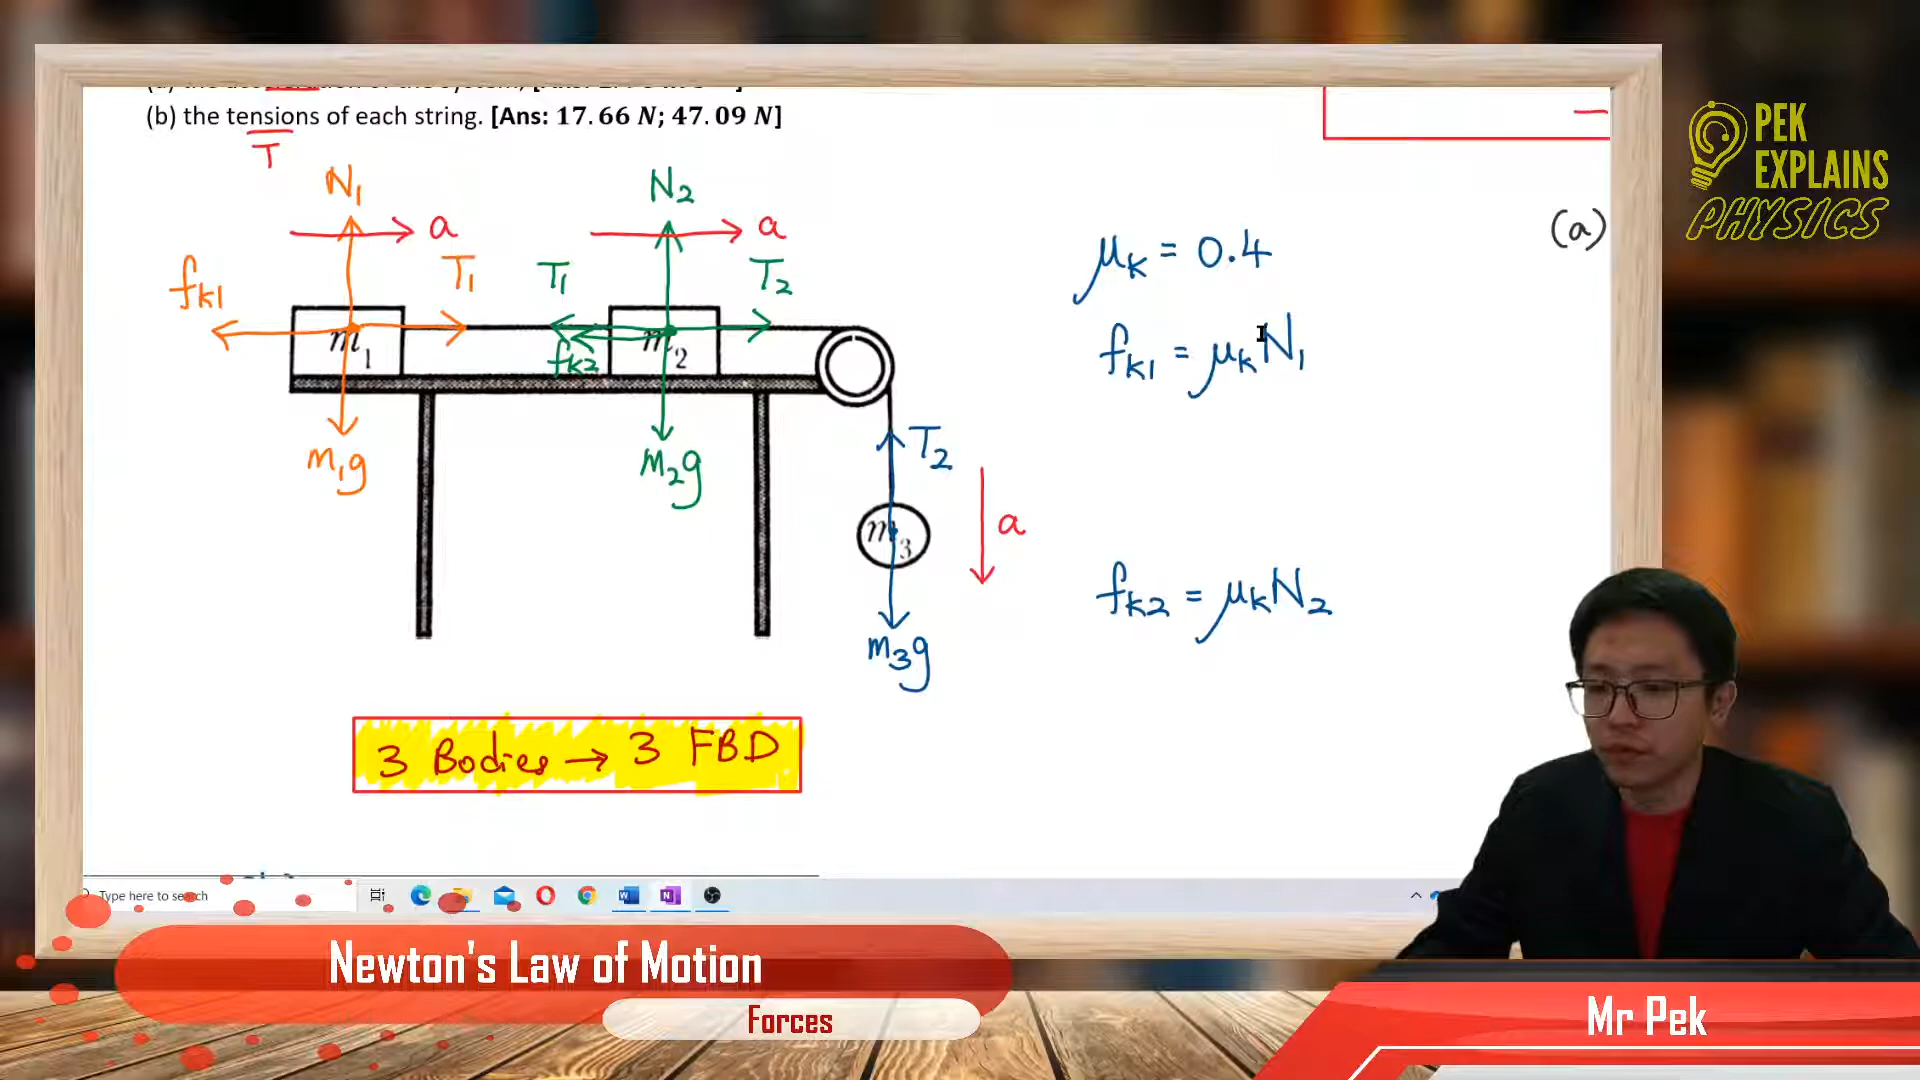 (b) the tensions of each string. [Ans: 17.66 N; 47.09 N]
T
N1
N2
a
a
fk1
T1
T1
T2
m1
fk2
m2
m1g
m2g
T2
m3
a
m3g
μk = 0.4
fk1 = μkN1
fk2 = μkN2
(a)
3 Bodies → 3 FBD
PEK
EXPLAINS
PHYSICS
Type here to search
Newton's Law of Motion
Forces
Mr Pek